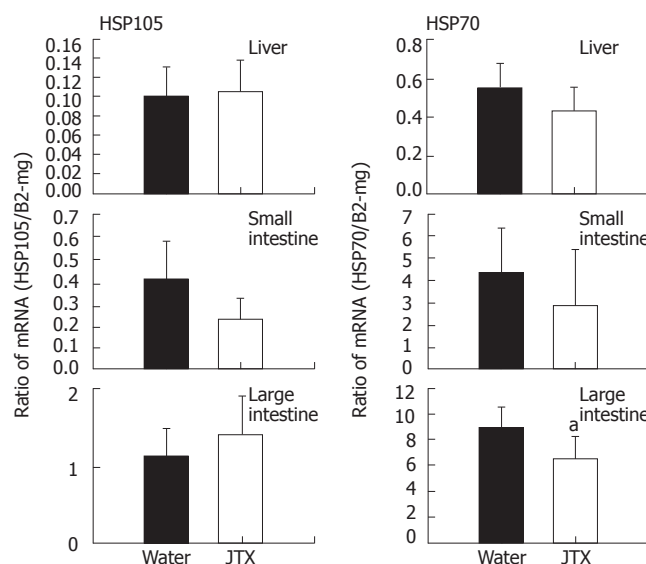 HSP105
Ratio of mRNA (HSP105/B2-mg)
Liver
0.16
0.14
0.12
0.10
0.08
0.06
0.04
0.02
0.00
Small
intestine
0.7
0.6
0.5
0.4
0.3
0.2
0.1
0.0
Large
intestine
2
1
0
Water JTX
HSP70
Ratio of mRNA (HSP70/B2-mg)
Liver
0.8
0.6
0.4
0.2
0.0
Small
intestine
7
6
5
4
3
2
1
0
Large
intestine
12
10
8
6
4
2
0
a
Water JTX